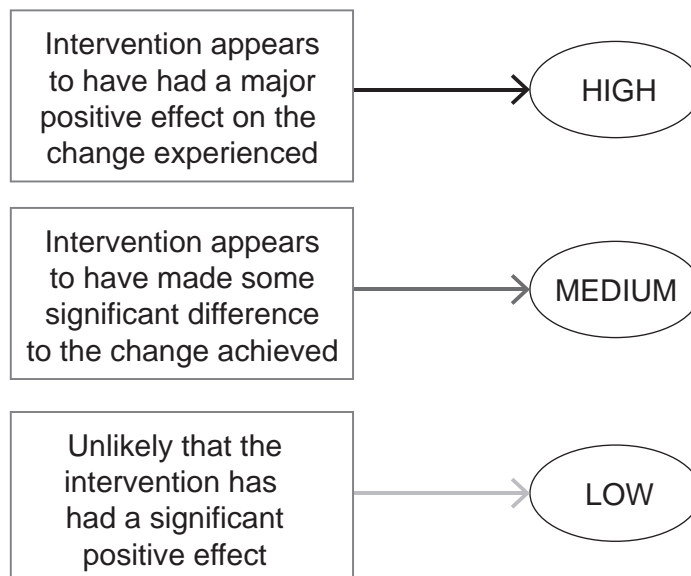 Intervention appears
to have had a major
positive effect on the
change experienced
HIGH
Intervention appears
to have made some
significant difference
to the change achieved
MEDIUM
Unlikely that the
intervention has
had a significant
positive effect
LOW